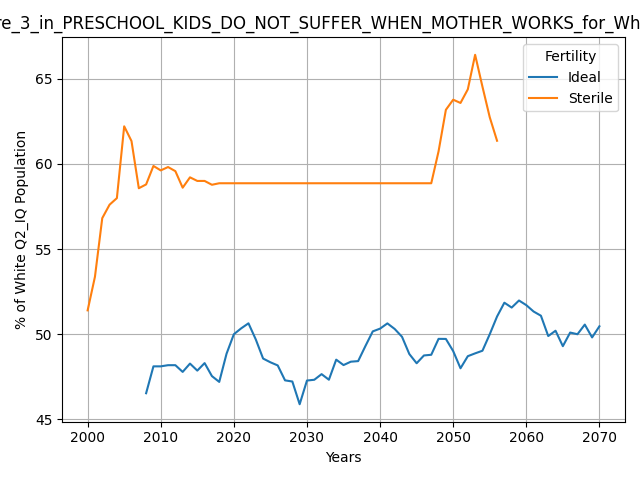 re_3_in_PRESCHOOL_KIDS_DO_NOT_SUFFER_WHEN_MOTHER_WORKS_for_Wh
Fertility
Ideal
Sterile
% of White Q2_IQ Population
65
60
55
50
45
2000 2010 2020 2030 2040 2050 2060 2070
Years